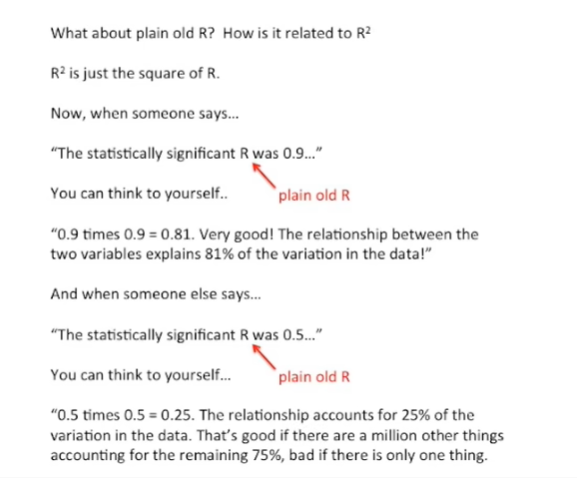 What about plain old R?  How is it related to R²
R² is just the square of R.
Now, when someone says...
“The statistically significant R was 0.9...”
plain old R
You can think to yourself..
“0.9 times 0.9 = 0.81. Very good! The relationship between the
two variables explains 81% of the variation in the data!”
And when someone else says...
“The statistically significant R was 0.5...”
plain old R
You can think to yourself...
“0.5 times 0.5 = 0.25. The relationship accounts for 25% of the
variation in the data. That’s good if there are a million other things
accounting for the remaining 75%, bad if there is only one thing.